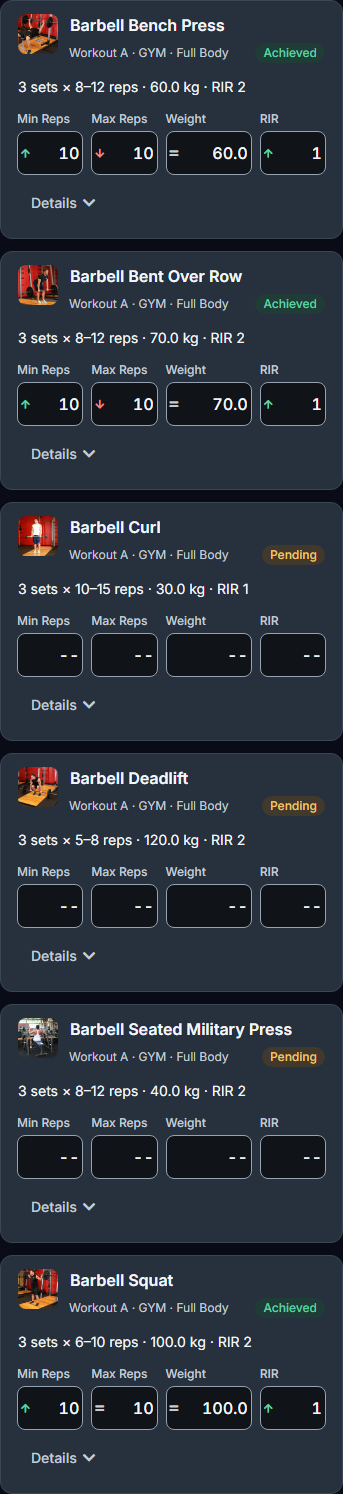 Barbell Bench Press
Workout A · GYM · Full Body Achieved
3 sets × 8–12 reps · 60.0 kg · RIR 2
Min Reps Max Reps Weight RIR
↑ 10 ↓ 10 = 60.0 ↑ 1
Details
Barbell Bent Over Row
Workout A · GYM · Full Body Achieved
3 sets × 8–12 reps · 70.0 kg · RIR 2
Min Reps Max Reps Weight RIR
↑ 10 ↓ 10 = 70.0 ↑ 1
Details
Barbell Curl
Workout A · GYM · Full Body Pending
3 sets × 10–15 reps · 30.0 kg · RIR 1
Min Reps Max Reps Weight RIR
-- -- -- --
Details
Barbell Deadlift
Workout A · GYM · Full Body Pending
3 sets × 5–8 reps · 120.0 kg · RIR 2
Min Reps Max Reps Weight RIR
-- -- -- --
Details
Barbell Seated Military Press
Workout A · GYM · Full Body Pending
3 sets × 8–12 reps · 40.0 kg · RIR 2
Min Reps Max Reps Weight RIR
-- -- -- --
Details
Barbell Squat
Workout A · GYM · Full Body Achieved
3 sets × 6–10 reps · 100.0 kg · RIR 2
Min Reps Max Reps Weight RIR
↑ 10 = 10 = 100.0 ↑ 1
Details